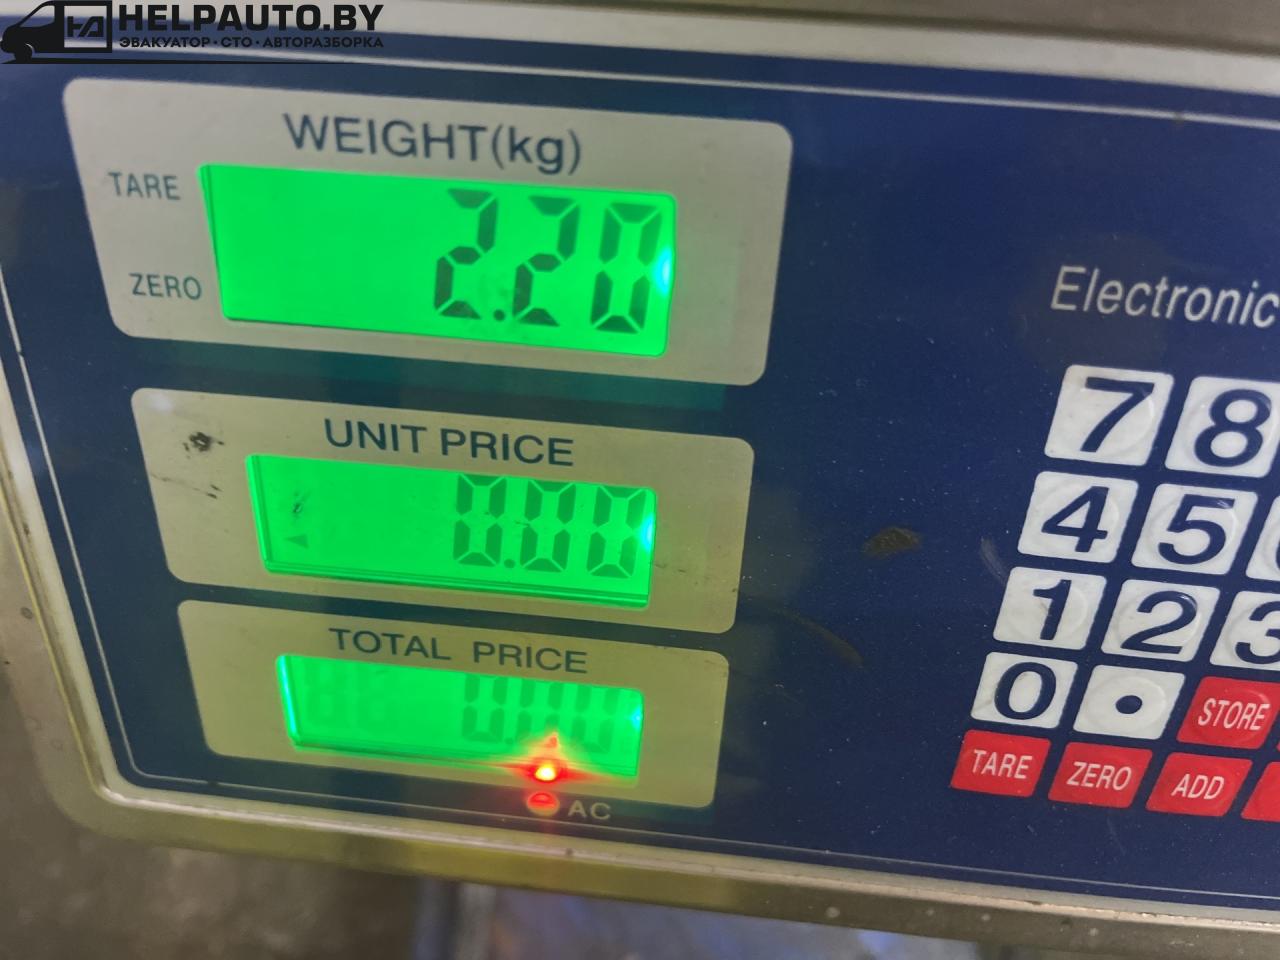 HELPAUTO.BY
ЭВАКУАТОР·СТО·АВТОРАЗБОРКА
WEIGHT(kg)
TARE
2.20
ZERO
Electronic
UNIT PRICE
0.00
TOTAL PRICE
0.00
AC
7 8
4 5
1 2 3
0 • STORE
TARE ZERO ADD